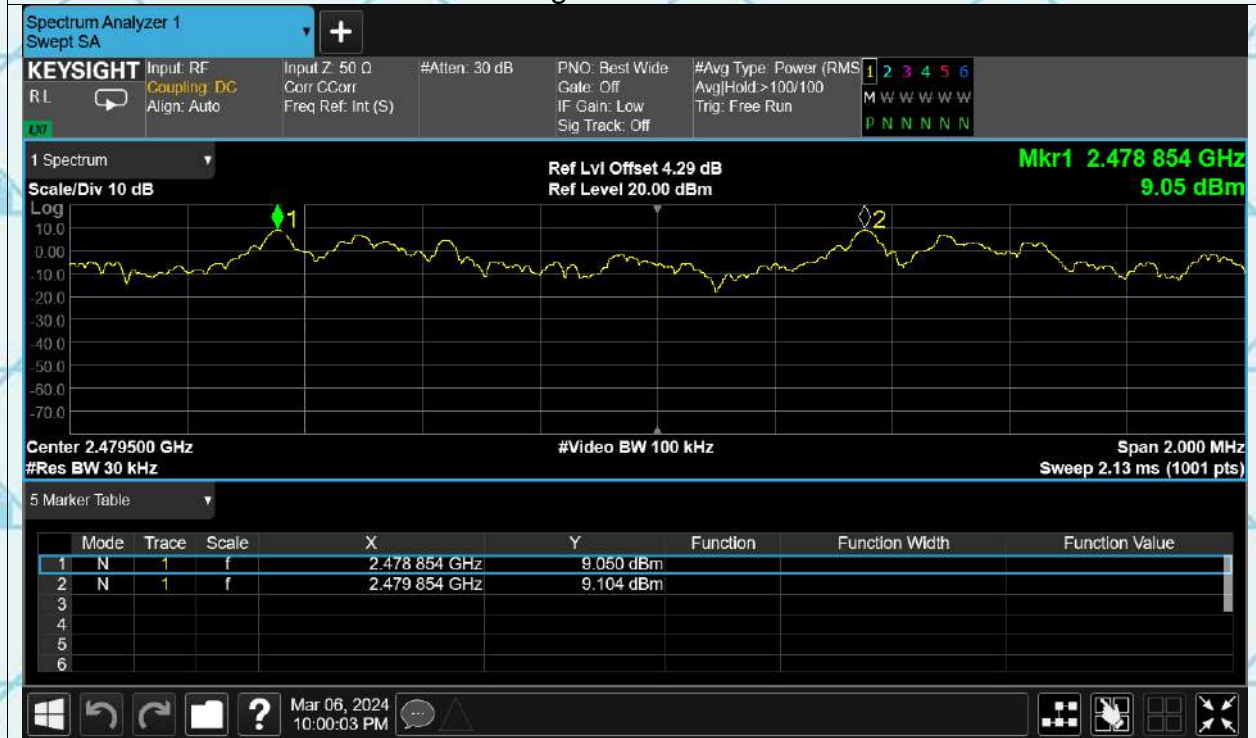 Spectrum Analyzer 1
Swept SA
+
KEYSIGHT
RL
LXI
Input: RF
Coupling: DC
Align: Auto
Input Z: 50 Ω
Corr CCorr
Freq Ref: Int (S)
#Atten: 30 dB
PNO: Best Wide
Gate: Off
IF Gain: Low
Sig Track: Off
#Avg Type: Power (RMS
Avg|Hold:>100/100
Trig: Free Run
1 2 3 4 5 6
M W W W W W
P N N N N N
1 Spectrum
Scale/Div 10 dB
Ref Lvl Offset 4.29 dB
Ref Level 20.00 dBm
Mkr1 2.478 854 GHz
9.05 dBm
Log
10.0
0.00
-10.0
-20.0
-30.0
-40.0
-50.0
-60.0
-70.0
1
2
Center 2.479500 GHz
#Res BW 30 kHz
#Video BW 100 kHz
Span 2.000 MHz
Sweep 2.13 ms (1001 pts)
5 Marker Table
Mode Trace Scale X Y Function Function Width Function Value
1 N 1 f 2.478 854 GHz 9.050 dBm
2 N 1 f 2.479 854 GHz 9.104 dBm
3
4
5
6
?
Mar 06, 2024
10:00:03 PM